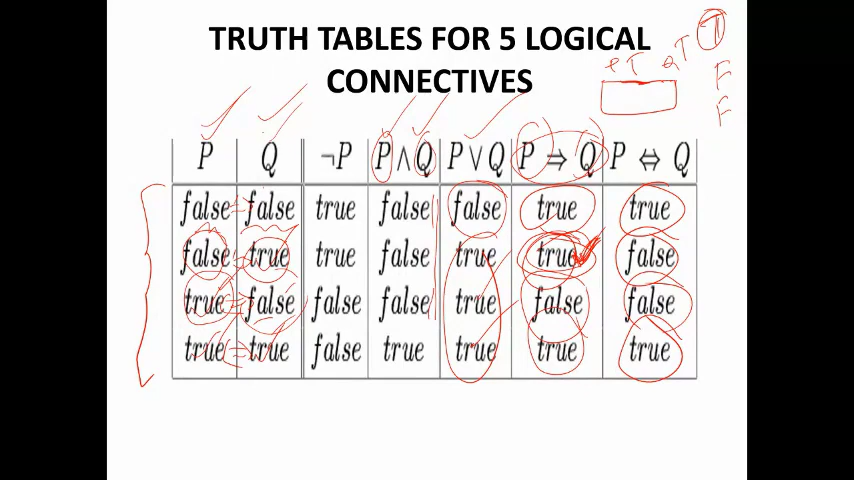 TRUTH TABLES FOR 5 LOGICAL
CONNECTIVES
P Q ¬P P ∧ Q P ∨ Q P ⇒ Q P ⇔ Q
false false true false false true true
false true true false true true false
true false false false true false false
true true false true true true true
T
F
F